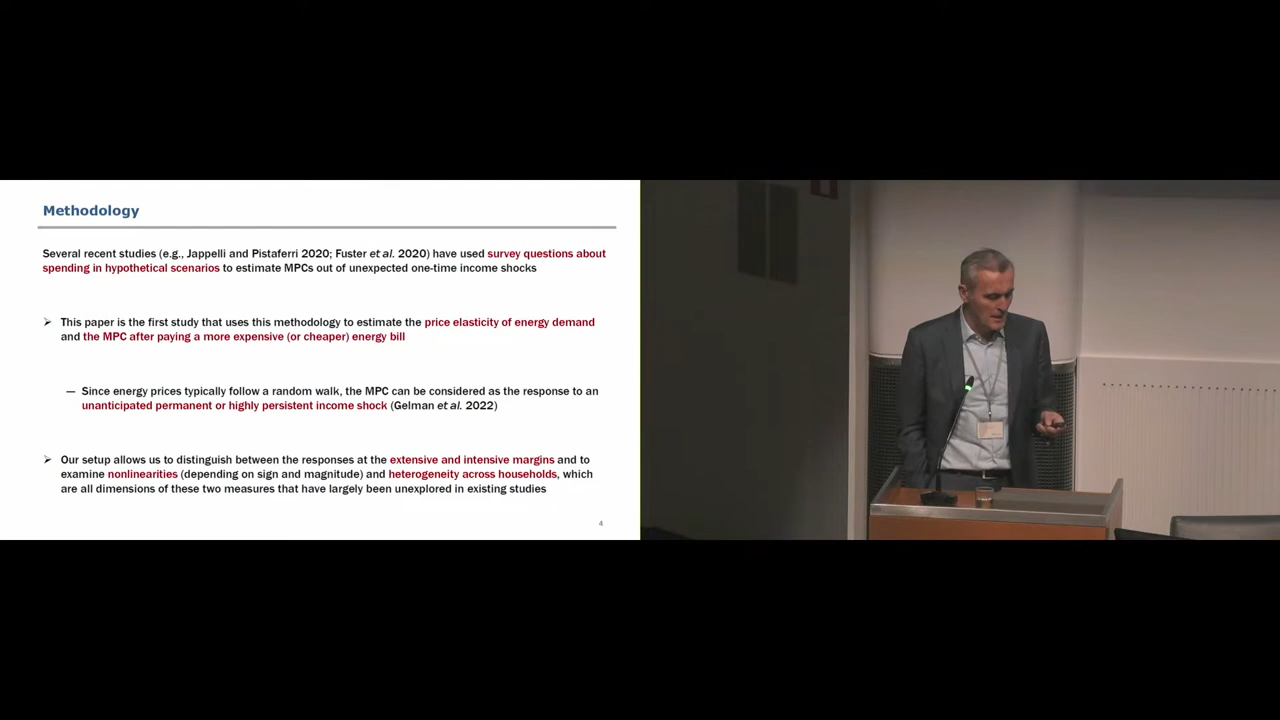 Methodology
Several recent studies (e.g., Jappelli and Pistaferri 2020; Fuster et al. 2020) have used survey questions about
spending in hypothetical scenarios to estimate MPCs out of unexpected one-time income shocks
➢ This paper is the first study that uses this methodology to estimate the price elasticity of energy demand
and the MPC after paying a more expensive (or cheaper) energy bill
— Since energy prices typically follow a random walk, the MPC can be considered as the response to an
unanticipated permanent or highly persistent income shock (Gelman et al. 2022)
➢ Our setup allows us to distinguish between the responses at the extensive and intensive margins and to
examine nonlinearities (depending on sign and magnitude) and heterogeneity across households, which
are all dimensions of these two measures that have largely been unexplored in existing studies
4